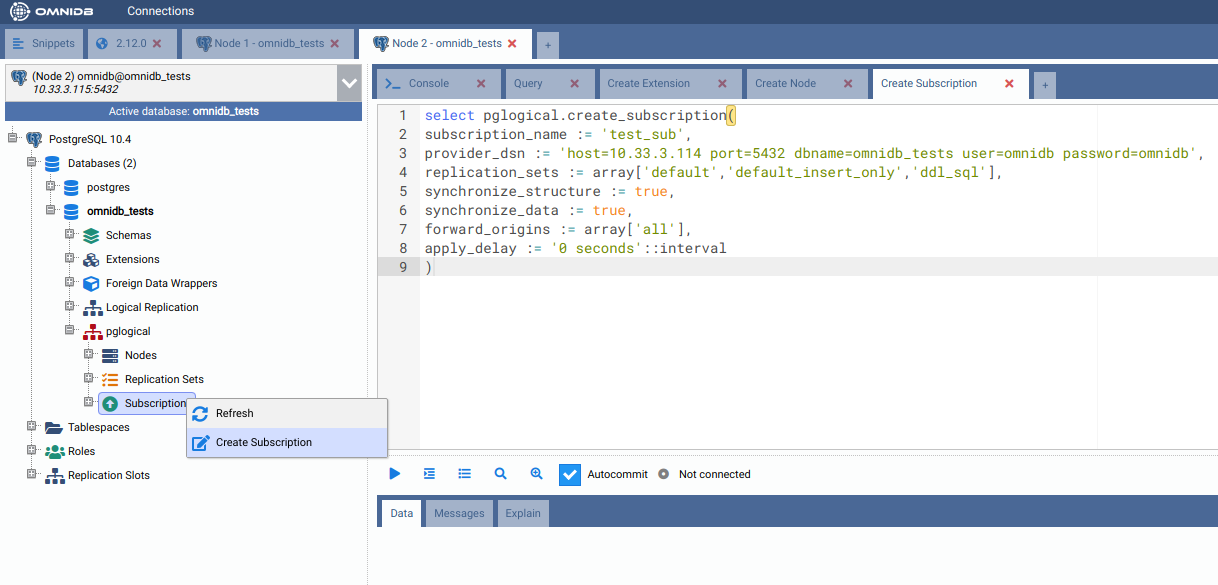 OMNIDB Connections
Snippets 2.12.0 Node 1 - omnidb_tests Node 2 - omnidb_tests +
(Node 2) omnidb@omnidb_tests
10.33.3.115:5432
Active database: omnidb_tests
PostgreSQL 10.4
Databases (2)
postgres
omnidb_tests
Schemas
Extensions
Foreign Data Wrappers
Logical Replication
pglogical
Nodes
Replication Sets
Subscription
Refresh
Create Subscription
Tablespaces
Roles
Replication Slots
Console Query Create Extension Create Node Create Subscription +
1 select pglogical.create_subscription(
2 subscription_name := 'test_sub',
3 provider_dsn := 'host=10.33.3.114 port=5432 dbname=omnidb_tests user=omnidb password=omnidb',
4 replication_sets := array['default','default_insert_only','ddl_sql'],
5 synchronize_structure := true,
6 synchronize_data := true,
7 forward_origins := array['all'],
8 apply_delay := '0 seconds'::interval
9 )
Autocommit Not connected
Data Messages Explain